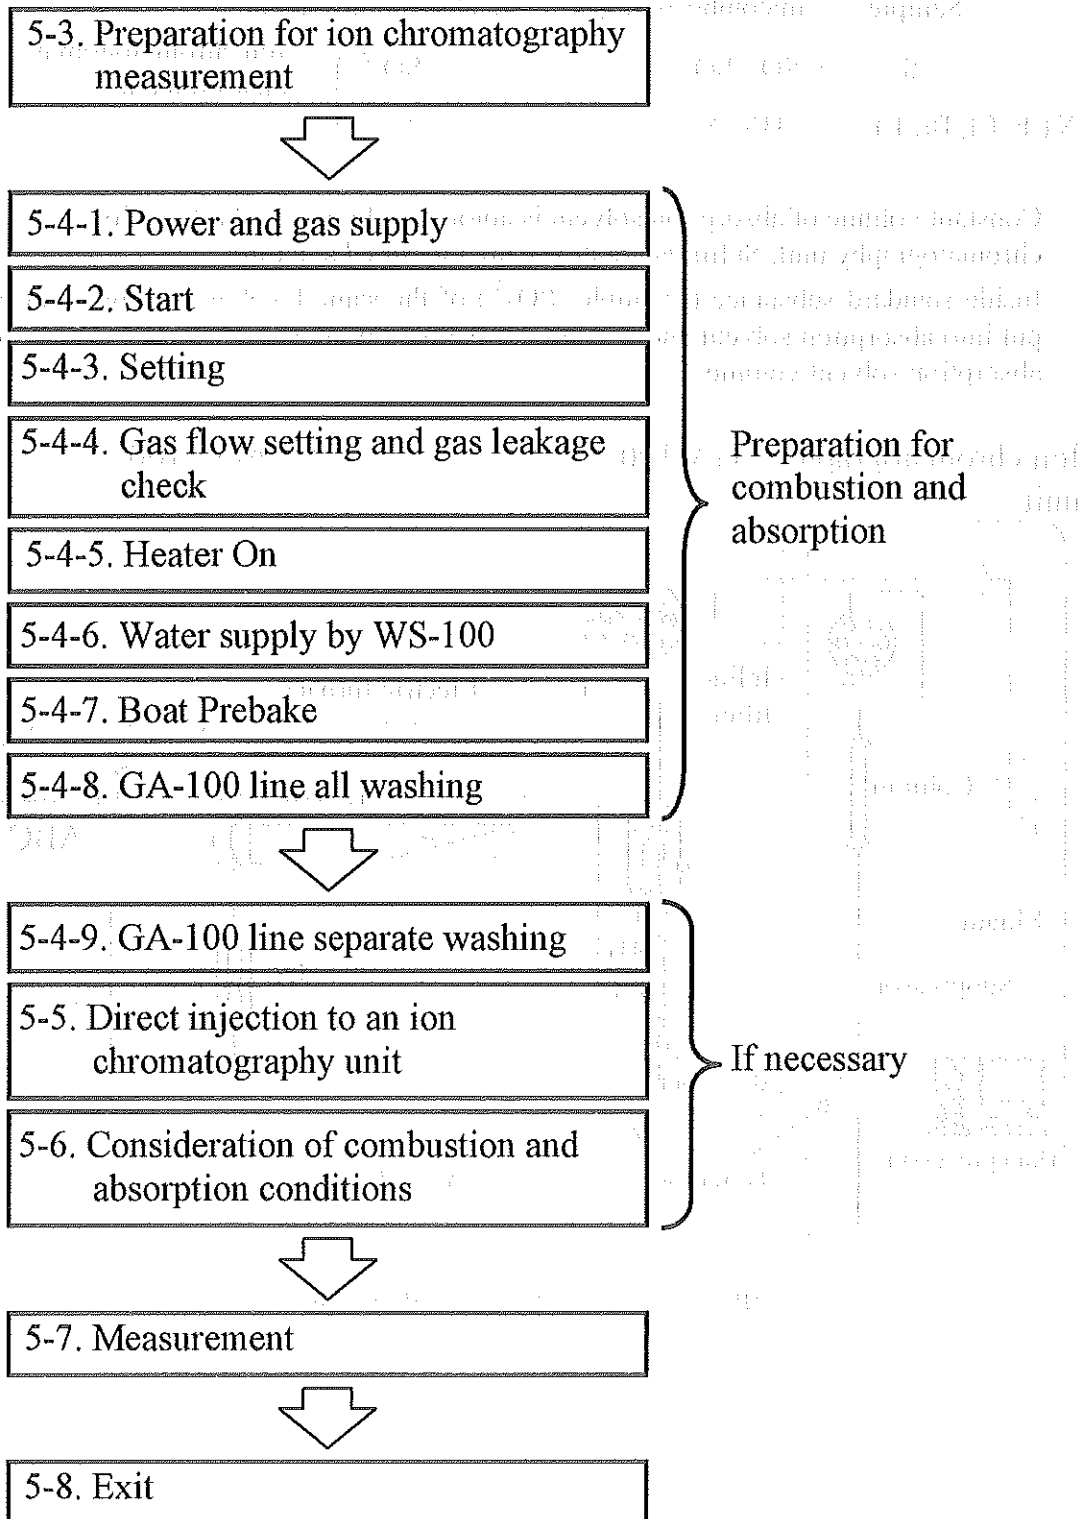 5-3. Preparation for ion chromatography
measurement
5-4-1. Power and gas supply
5-4-2. Start
5-4-3. Setting
5-4-4. Gas flow setting and gas leakage
check
5-4-5. Heater On
5-4-6. Water supply by WS-100
5-4-7. Boat Prebake
5-4-8. GA-100 line all washing
Preparation for
combustion and
absorption
5-4-9. GA-100 line separate washing
5-5. Direct injection to an ion
chromatography unit
5-6. Consideration of combustion and
absorption conditions
If necessary
5-7. Measurement
5-8. Exit